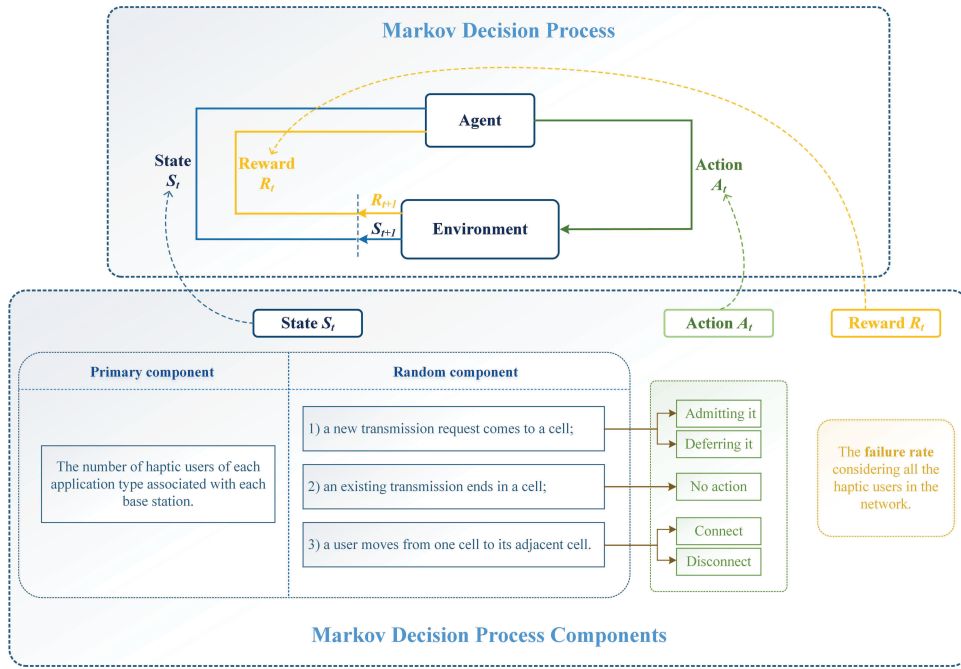 Markov Decision Process
Agent
State
S_t
Reward
R_t
Action
A_t
R_{t+1}
S_{t+1}
Environment
State S_t
Action A_t
Reward R_t
Primary component
Random component
The number of haptic users of each
application type associated with each
base station.
1) a new transmission request comes to a cell;
2) an existing transmission ends in a cell;
3) a user moves from one cell to its adjacent cell.
Admitting it
Deferring it
No action
Connect
Disconnect
The failure rate
considering all the
haptic users in the
network.
Markov Decision Process Components